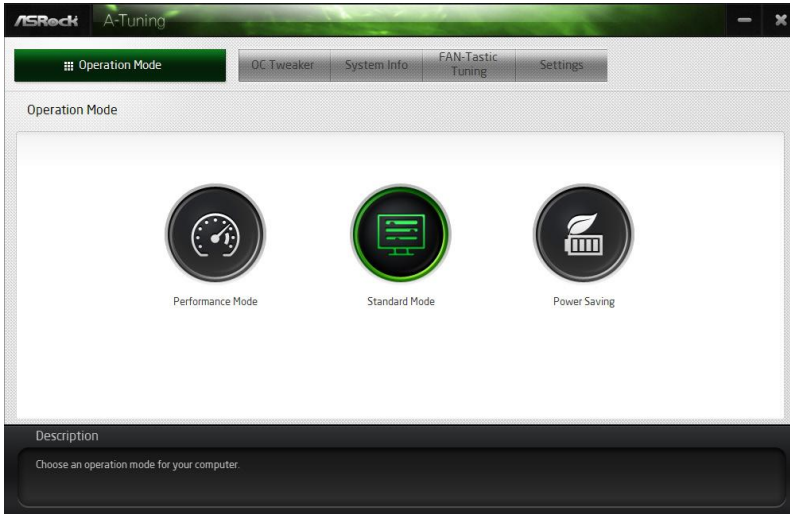 ASRock A-Tuning
Operation Mode OC Tweaker System Info FAN-Tastic
Tuning Settings
Operation Mode
Performance Mode Standard Mode Power Saving
Description
Choose an operation mode for your computer.